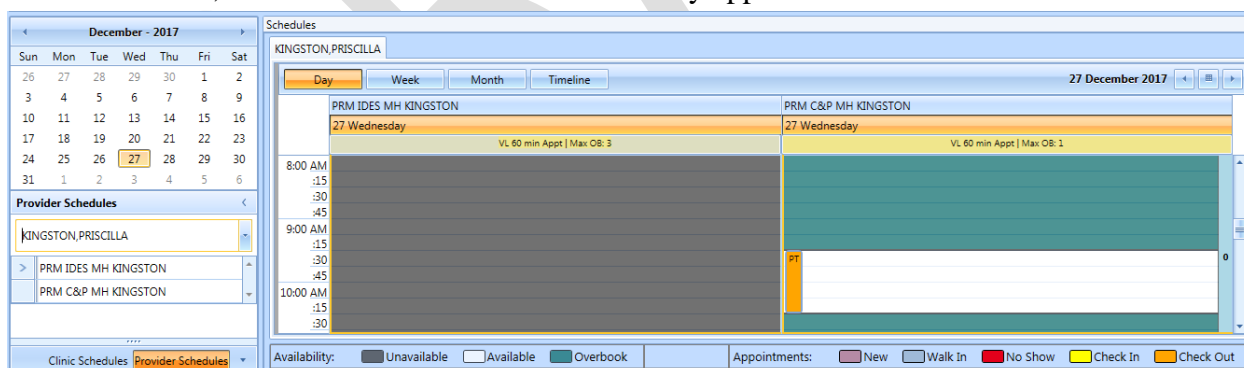 December - 2017
Sun Mon Tue Wed Thu Fri Sat
26 27 28 29 30 1 2
3 4 5 6 7 8 9
10 11 12 13 14 15 16
17 18 19 20 21 22 23
24 25 26 27 28 29 30
31 1 2 3 4 5 6
Provider Schedules
KINGSTON,PRISCILLA
PRM IDES MH KINGSTON
PRM C&P MH KINGSTON
Clinic Schedules Provider Schedules
Schedules
KINGSTON,PRISCILLA
Day Week Month Timeline 27 December 2017
PRM IDES MH KINGSTON PRM C&P MH KINGSTON
27 Wednesday 27 Wednesday
VL 60 min Appt | Max OB: 3 VL 60 min Appt | Max OB: 1
8:00 AM
:15
:30
:45
9:00 AM
:15
:30 PT 0
:45
10:00 AM
:15
:30
Availability: Unavailable Available Overbook Appointments: New Walk In No Show Check In Check Out